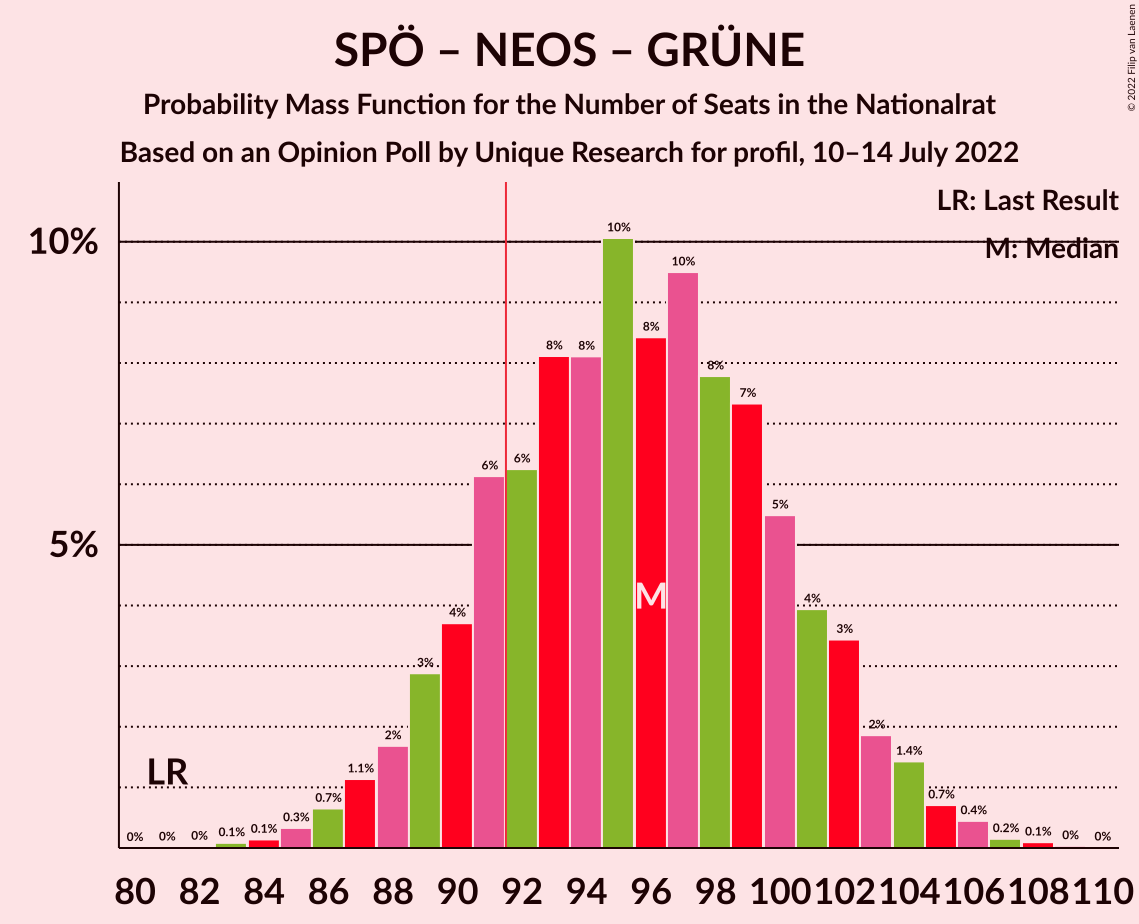 SPÖ – NEOS – GRÜNE
Probability Mass Function for the Number of Seats in the Nationalrat
Based on an Opinion Poll by Unique Research for profil, 10–14 July 2022
© 2022 Filip van Laenen
LR: Last Result
M: Median
10%
5%
0% 0% 0% 0.1% 0.1% 0.3% 0.7% 1.1% 2% 3% 4% 6% 6% 8% 8% 10% 8% 10% 8% 7% 5% 4% 3% 2% 1.4% 0.7% 0.4% 0.2% 0.1% 0% 0%
LR
M
80 82 84 86 88 90 92 94 96 98 100 102 104 106 108 110